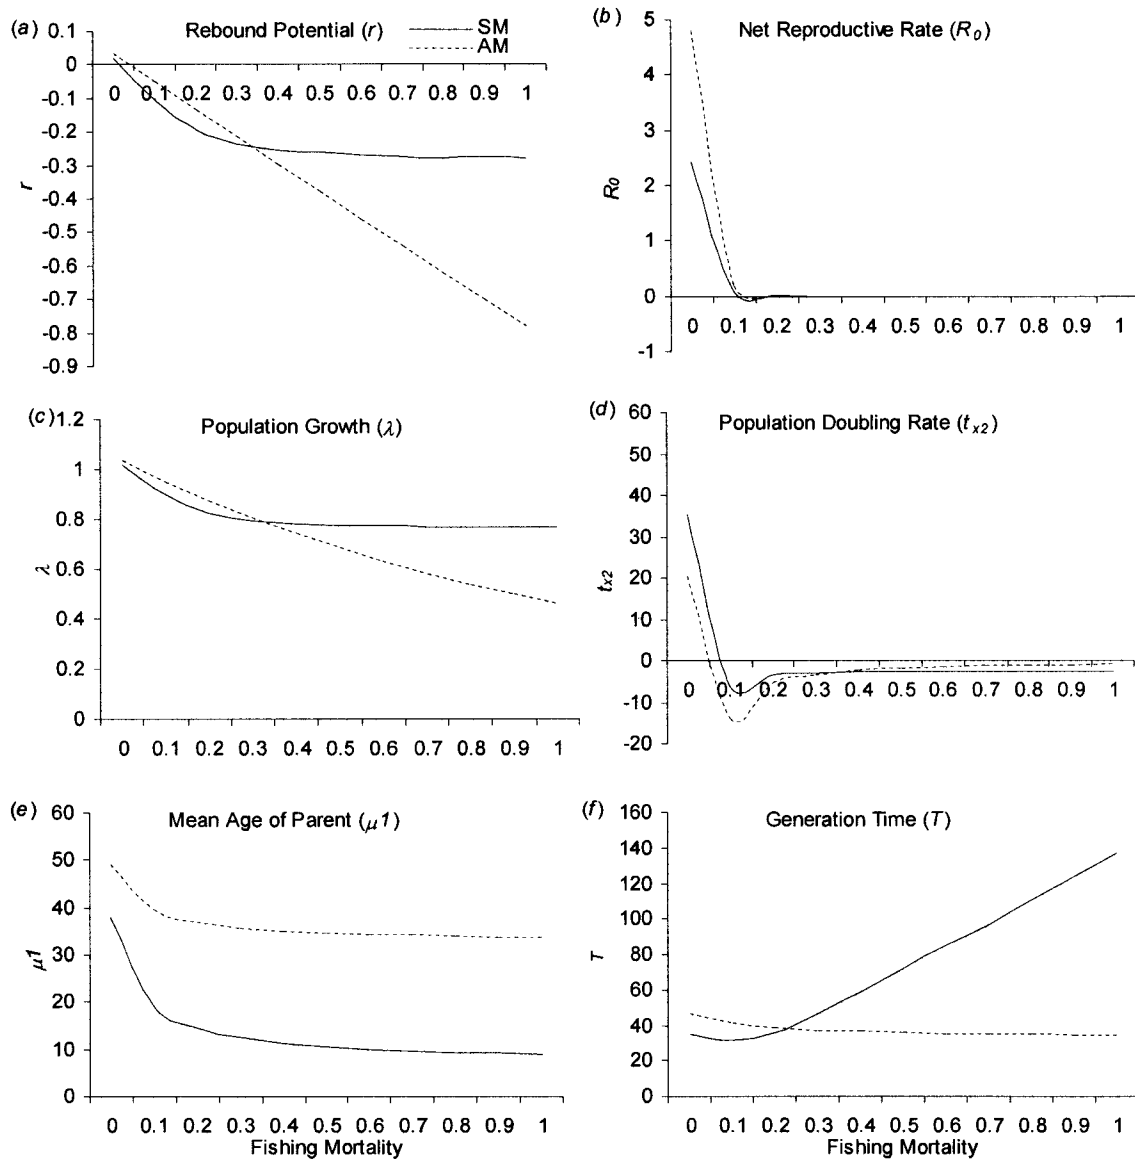 (a) Rebound Potential (r)
SM
AM
0.1
0
-0.1
-0.2
-0.3
-0.4
-0.5
-0.6
-0.7
-0.8
-0.9
r
0 0.1 0.2 0.3 0.4 0.5 0.6 0.7 0.8 0.9 1
(b) Net Reproductive Rate (R0)
5
4
3
2
1
0
-1
R0
0 0.1 0.2 0.3 0.4 0.5 0.6 0.7 0.8 0.9 1
(c) Population Growth (λ)
1.2
1
0.8
0.6
0.4
0.2
0
λ
0 0.1 0.2 0.3 0.4 0.5 0.6 0.7 0.8 0.9 1
(d) Population Doubling Rate (tx2)
60
50
40
30
20
10
0
-10
-20
tx2
0 0.1 0.2 0.3 0.4 0.5 0.6 0.7 0.8 0.9 1
(e) Mean Age of Parent (μ1)
60
50
40
30
20
10
0
μ1
0 0.1 0.2 0.3 0.4 0.5 0.6 0.7 0.8 0.9 1
Fishing Mortality
(f) Generation Time (T)
160
140
120
100
80
60
40
20
0
T
0 0.1 0.2 0.3 0.4 0.5 0.6 0.7 0.8 0.9 1
Fishing Mortality